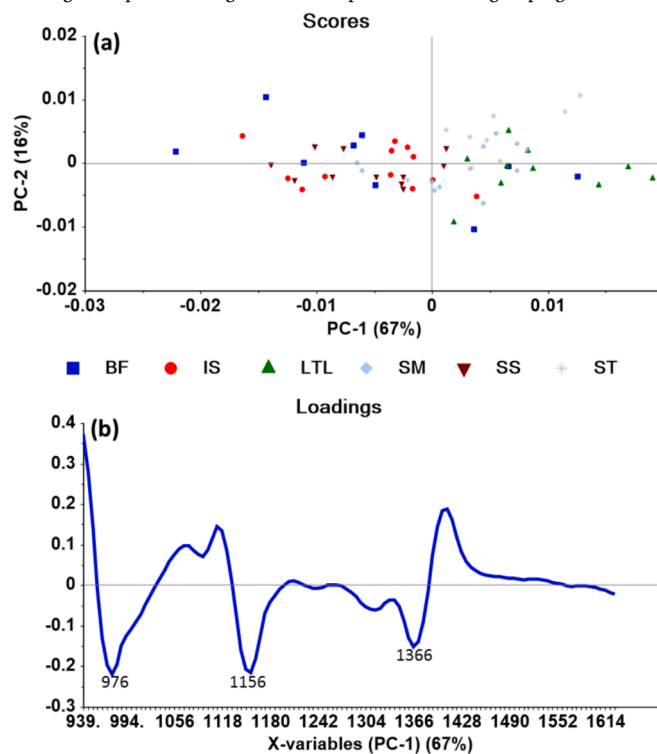 Scores
(a)
0.02
0.01
0
-0.01
-0.02
PC-2 (16%)
-0.03 -0.02 -0.01 0 0.01
PC-1 (67%)
BF IS LTL SM SS ST
Loadings
(b)
0.4
0.3
0.2
0.1
0
-0.1
-0.2
-0.3
976 1156 1366
939. 994. 1056 1118 1180 1242 1304 1366 1428 1490 1552 1614
X-variables (PC-1) (67%)